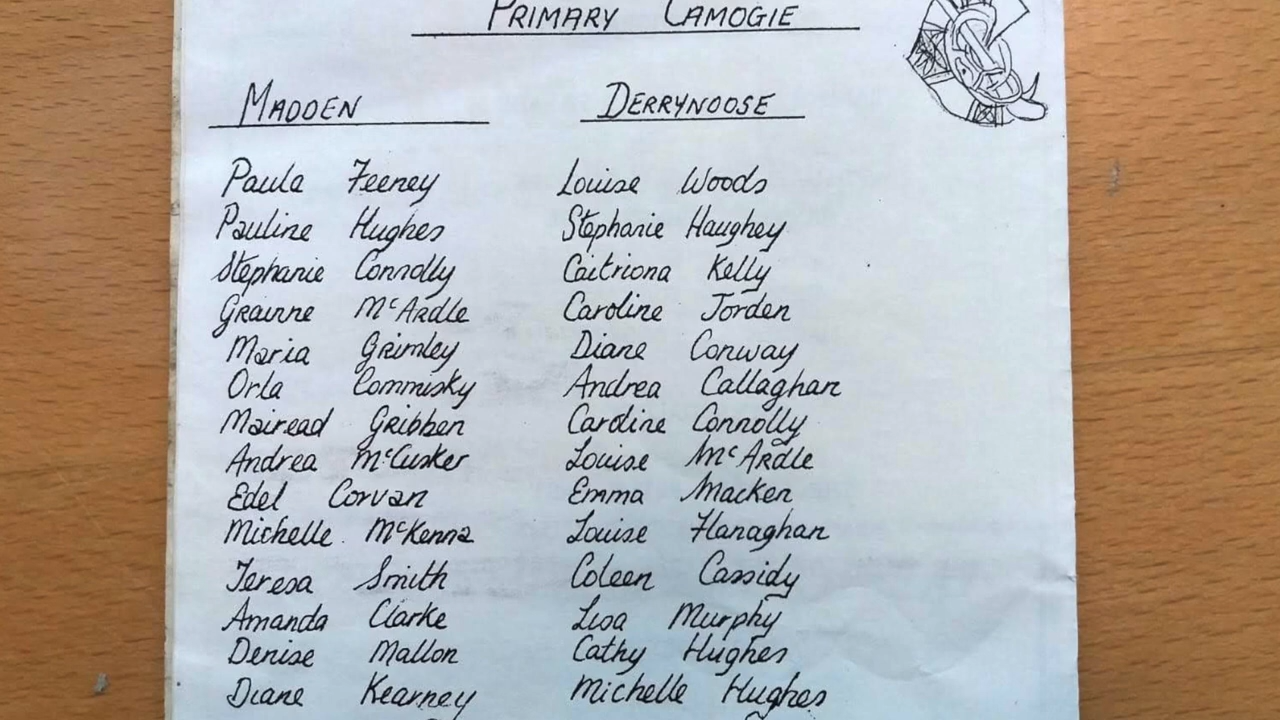 PRIMARY CAMOGIE
MADDEN DERRYNOOSE
Paula Feeney Louise Woods
Pauline Hughes Stephanie Haughey
Stephanie Connolly Caitriona Kelly
Grainne McArdle Caroline Jorden
Maria Grimley Diane Conway
Orla Commisky Andrea Callaghan
Mairead Gribben Caroline Connolly
Andrea McCusker Louise McArdle
Edel Corvan Emma Macken
Michelle McKenna Louise Flanaghan
Teresa Smith Coleen Cassidy
Amanda Clarke Lisa Murphy
Denise Mallon Cathy Hughes
Diane Kearney Michelle Hughes